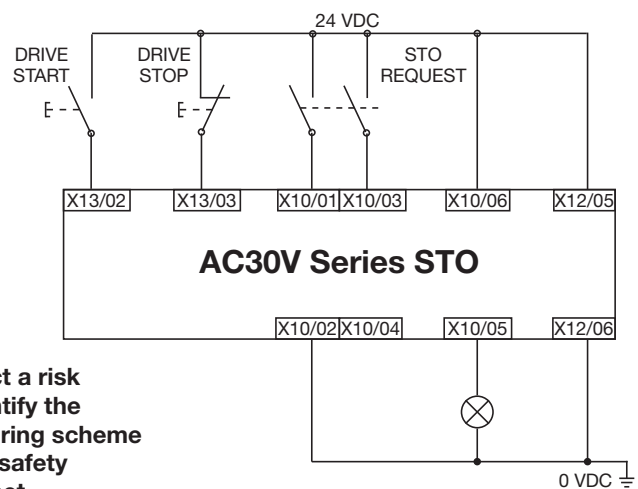 24 VDC
DRIVE
START
DRIVE
STOP
STO
REQUEST
X13/02 X13/03 X10/01 X10/03 X10/06 X12/05
AC30V Series STO
X10/02 X10/04 X10/05 X12/06
ct a risk
ntify the
ring scheme
safety
0 VDC